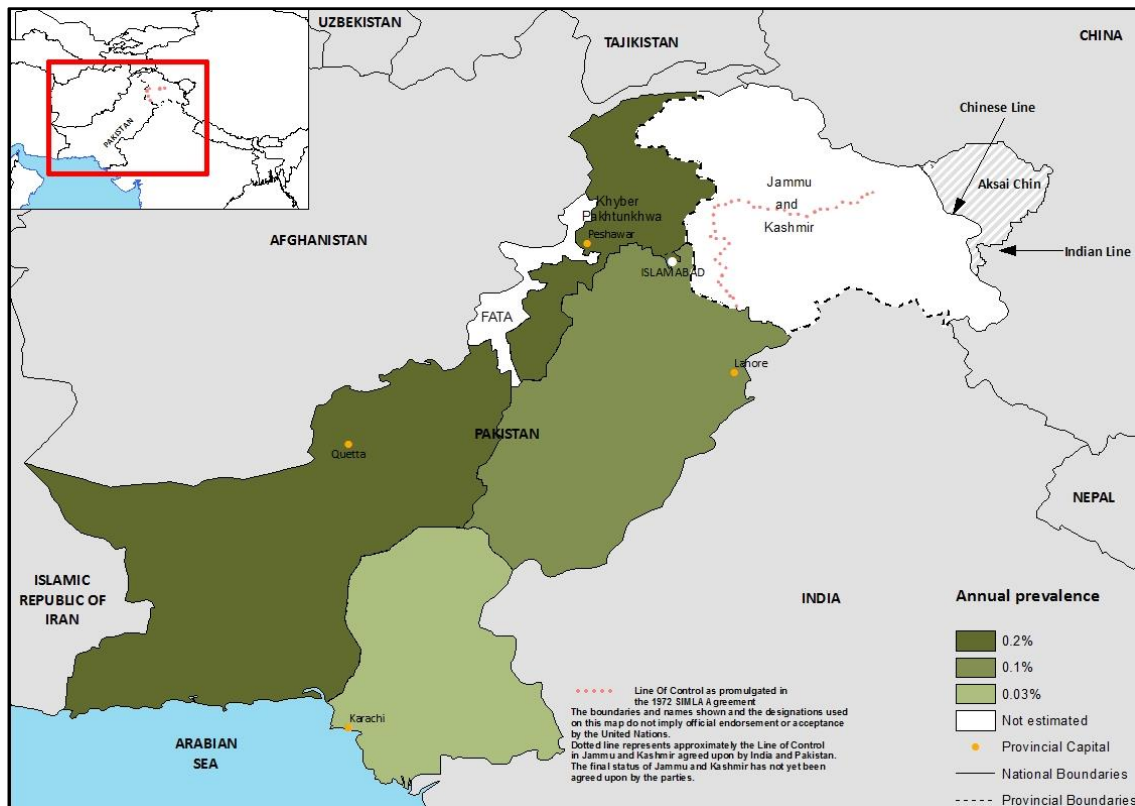 UZBEKISTAN
TAJIKISTAN
CHINA
PAKISTAN
Chinese Line
Aksai Chin
Jammu
and
Kashmir
Khyber
Pakhtunkhwa
Peshawar
AFGHANISTAN
Indian Line
ISLAMABAD
FATA
Lahore
PAKISTAN
Quetta
NEPAL
ISLAMIC
REPUBLIC OF
IRAN
INDIA
Annual prevalence
0.2%
0.1%
0.03%
Not estimated
Provincial Capital
National Boundaries
Provincial Boundaries
Line Of Control as promulgated in
the 1972 SIMLA Agreement
The boundaries and names shown and the designations used
on this map do not imply official endorsement or acceptance
by the United Nations.
Dotted line represents approximately the Line of Control
in Jammu and Kashmir agreed upon by India and Pakistan.
The final status of Jammu and Kashmir has not yet been
agreed upon by the parties.
Karachi
ARABIAN
SEA